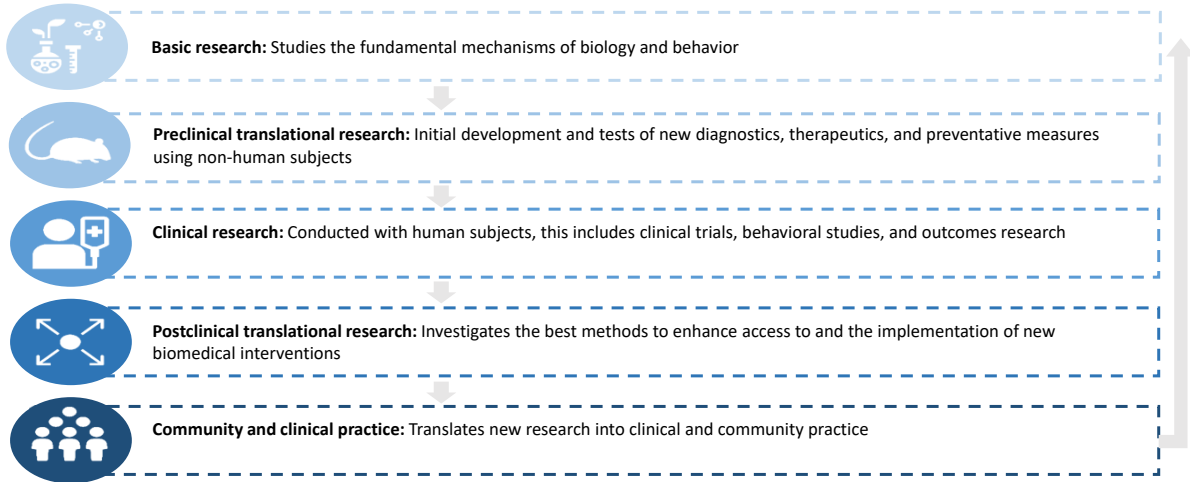 Basic research: Studies the fundamental mechanisms of biology and behavior
Preclinical translational research: Initial development and tests of new diagnostics, therapeutics, and preventative measures
using non-human subjects
Clinical research: Conducted with human subjects, this includes clinical trials, behavioral studies, and outcomes research
Postclinical translational research: Investigates the best methods to enhance access to and the implementation of new
biomedical interventions
Community and clinical practice: Translates new research into clinical and community practice